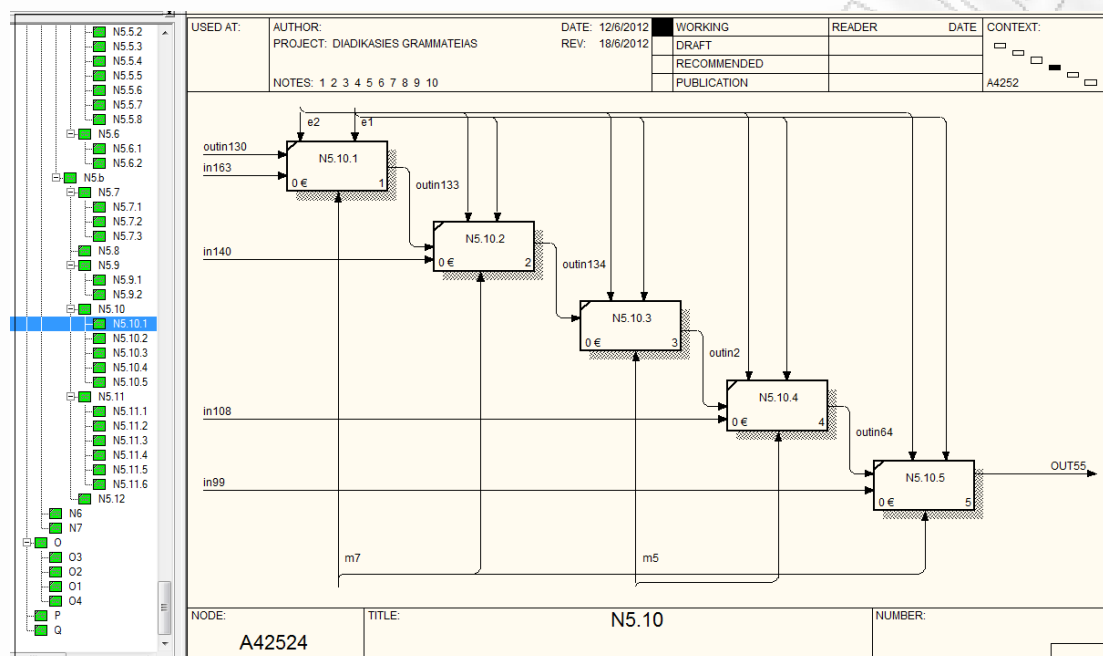 N5.5.2
N5.5.3
N5.5.4
N5.5.5
N5.5.6
N5.5.7
N5.5.8
N5.6
N5.6.1
N5.6.2
N5.b
N5.7
N5.7.1
N5.7.2
N5.7.3
N5.8
N5.9
N5.9.1
N5.9.2
N5.10
N5.10.1
N5.10.2
N5.10.3
N5.10.4
N5.10.5
N5.11
N5.11.1
N5.11.2
N5.11.3
N5.11.4
N5.11.5
N5.11.6
N5.12
N6
N7
O
O3
O2
O1
O4
P
Q
USED AT:
AUTHOR:
PROJECT: DIADIKASIES GRAMMATEIAS
NOTES: 1 2 3 4 5 6 7 8 9 10
DATE: 12/6/2012
REV: 18/6/2012
WORKING
DRAFT
RECOMMENDED
PUBLICATION
READER DATE
CONTEXT:
A4252
e2 e1
outin130
in163
N5.10.1
0 € 1
outin133
in140
N5.10.2
0 € 2
outin134
N5.10.3
0 € 3
outin2
in108
N5.10.4
0 € 4
outin64
in99
N5.10.5
0 € 5
OUT55
m7 m5
NODE:
A42524
TITLE:
N5.10
NUMBER: